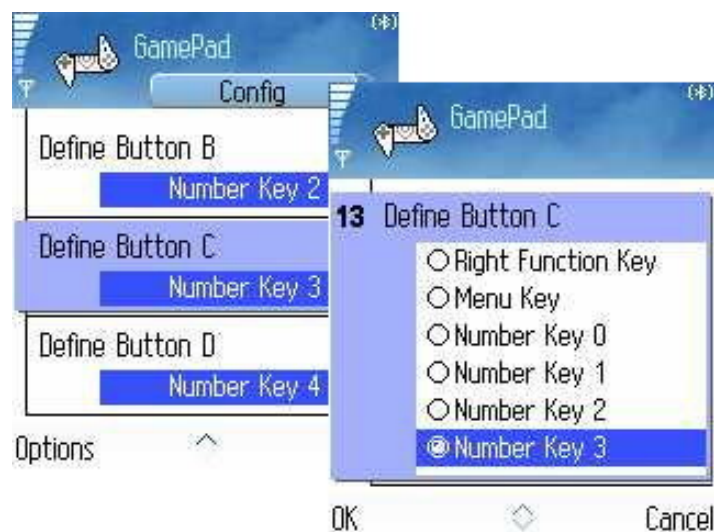 GamePad
Config
Define Button B
Number Key 2
Define Button C
Number Key 3
Define Button D
Number Key 4
Options
GamePad
13 Define Button C
Right Function Key
Menu Key
Number Key 0
Number Key 1
Number Key 2
Number Key 3
OK
Cancel